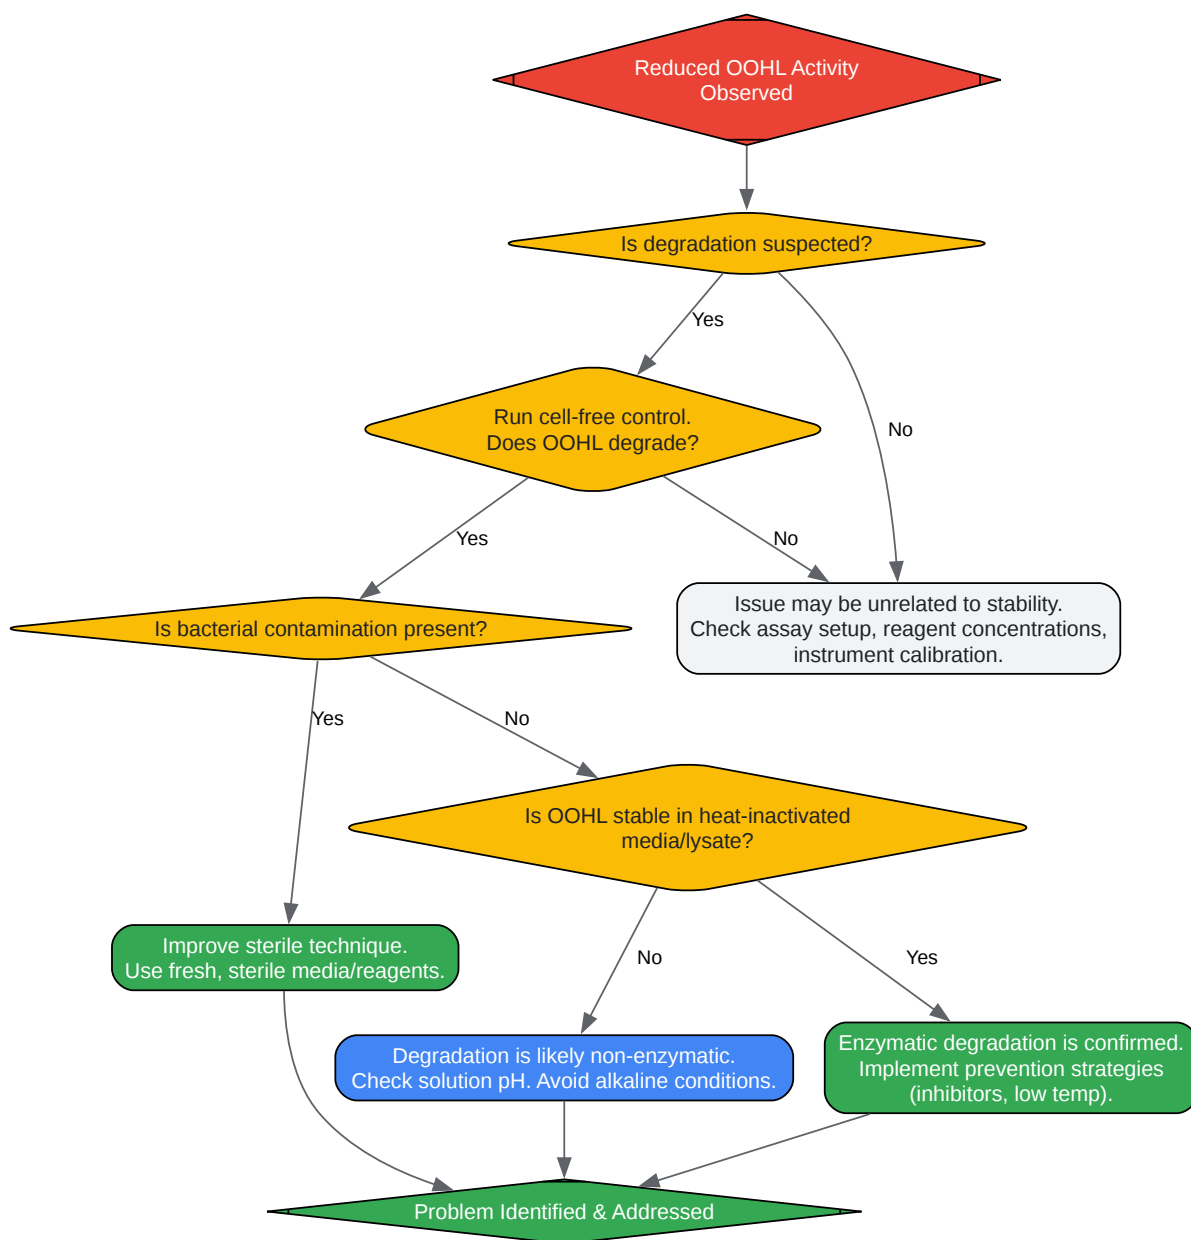 Reduced OOHL Activity
Observed
Is degradation suspected?
Yes
No
Run cell-free control.
Does OOHL degrade?
Yes
No
Issue may be unrelated to stability.
Check assay setup, reagent concentrations,
instrument calibration.
Is bacterial contamination present?
Yes
No
Is OOHL stable in heat-inactivated
media/lysate?
Improve sterile technique.
Use fresh, sterile media/reagents.
No
Yes
Degradation is likely non-enzymatic.
Check solution pH. Avoid alkaline conditions.
Enzymatic degradation is confirmed.
Implement prevention strategies
(inhibitors, low temp).
Problem Identified & Addressed